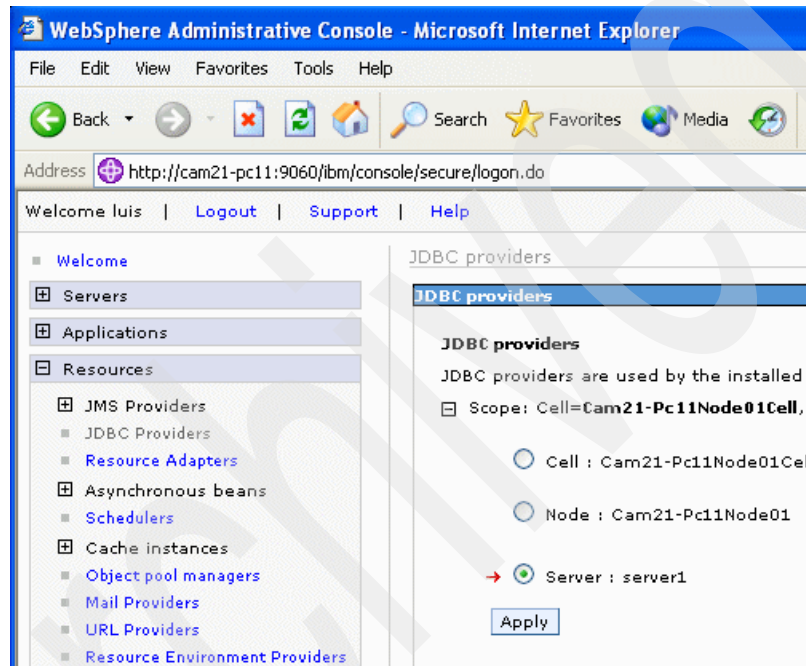 WebSphere Administrative Console - Microsoft Internet Explorer
File Edit View Favorites Tools Help
Back Search Favorites Media
Address http://cam21-pc11:9060/ibm/console/secure/logon.do
Welcome luis | Logout | Support | Help
Welcome
Servers
Applications
Resources
JMS Providers
JDBC Providers
Resource Adapters
Asynchronous beans
Schedulers
Cache instances
Object pool managers
Mail Providers
URL Providers
Resource Environment Providers
JDBC providers
JDBC providers
JDBC providers
JDBC providers are used by the installed
Scope: Cell=Cam21-Pc11Node01Cell,
Cell : Cam21-Pc11Node01Cel
Node : Cam21-Pc11Node01
Server : server1
Apply